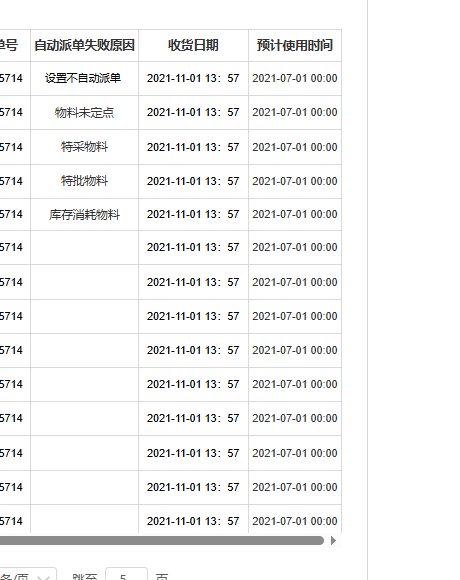 单号 自动派单失败原因 收货日期 预计使用时间
5714 设置不自动派单 2021-11-01 13：57 2021-07-01 00:00
5714 物料未定点 2021-11-01 13：57 2021-07-01 00:00
5714 特采物料 2021-11-01 13：57 2021-07-01 00:00
5714 特批物料 2021-11-01 13：57 2021-07-01 00:00
5714 库存消耗物料 2021-11-01 13：57 2021-07-01 00:00
5714 2021-11-01 13：57 2021-07-01 00:00
5714 2021-11-01 13：57 2021-07-01 00:00
5714 2021-11-01 13：57 2021-07-01 00:00
5714 2021-11-01 13：57 2021-07-01 00:00
5714 2021-11-01 13：57 2021-07-01 00:00
5714 2021-11-01 13：57 2021-07-01 00:00
5714 2021-11-01 13：57 2021-07-01 00:00
5714 2021-11-01 13：57 2021-07-01 00:00
5714 2021-11-01 13：57 2021-07-01 00:00
条/页 跳至 5 页